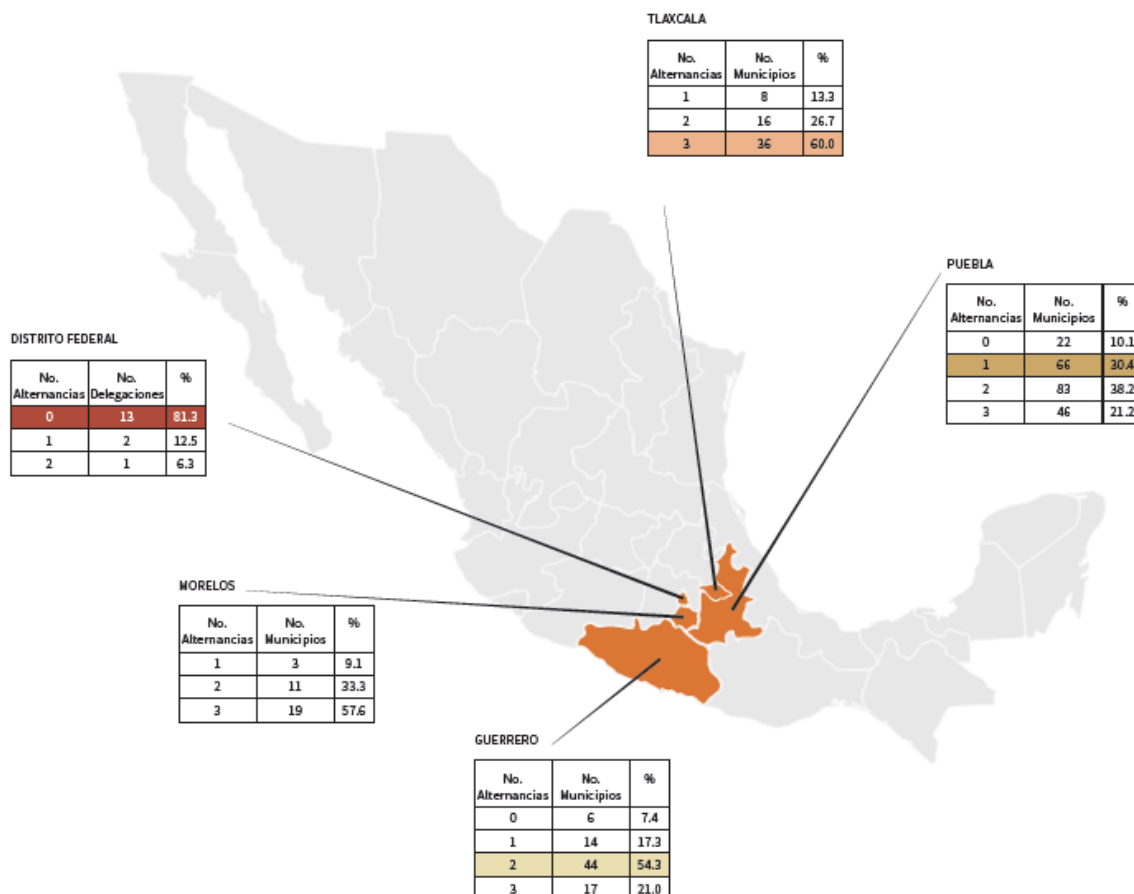 TLAXCALA
No. Alternancias No. Municipios %
1 8 13.3
2 16 26.7
3 36 60.0
PUEBLA
No. Alternancias No. Municipios %
0 22 10.1
1 66 30.4
2 83 38.2
3 46 21.2
DISTRITO FEDERAL
No. Alternancias No. Delegaciones %
0 13 81.3
1 2 12.5
2 1 6.3
MORELOS
No. Alternancias No. Municipios %
1 3 9.1
2 11 33.3
3 19 57.6
GUERRERO
No. Alternancias No. Municipios %
0 6 7.4
1 14 17.3
2 44 54.3
3 17 21.0